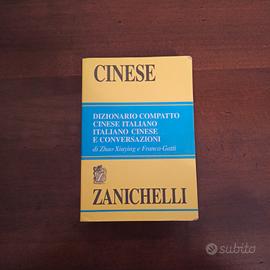 CINESE
DIZIONARIO COMPATTO
CINESE ITALIANO
ITALIANO CINESE
E CONVERSAZIONI
di Zhao Xiuying e Franco Gatti
ZANICHELLI
subito